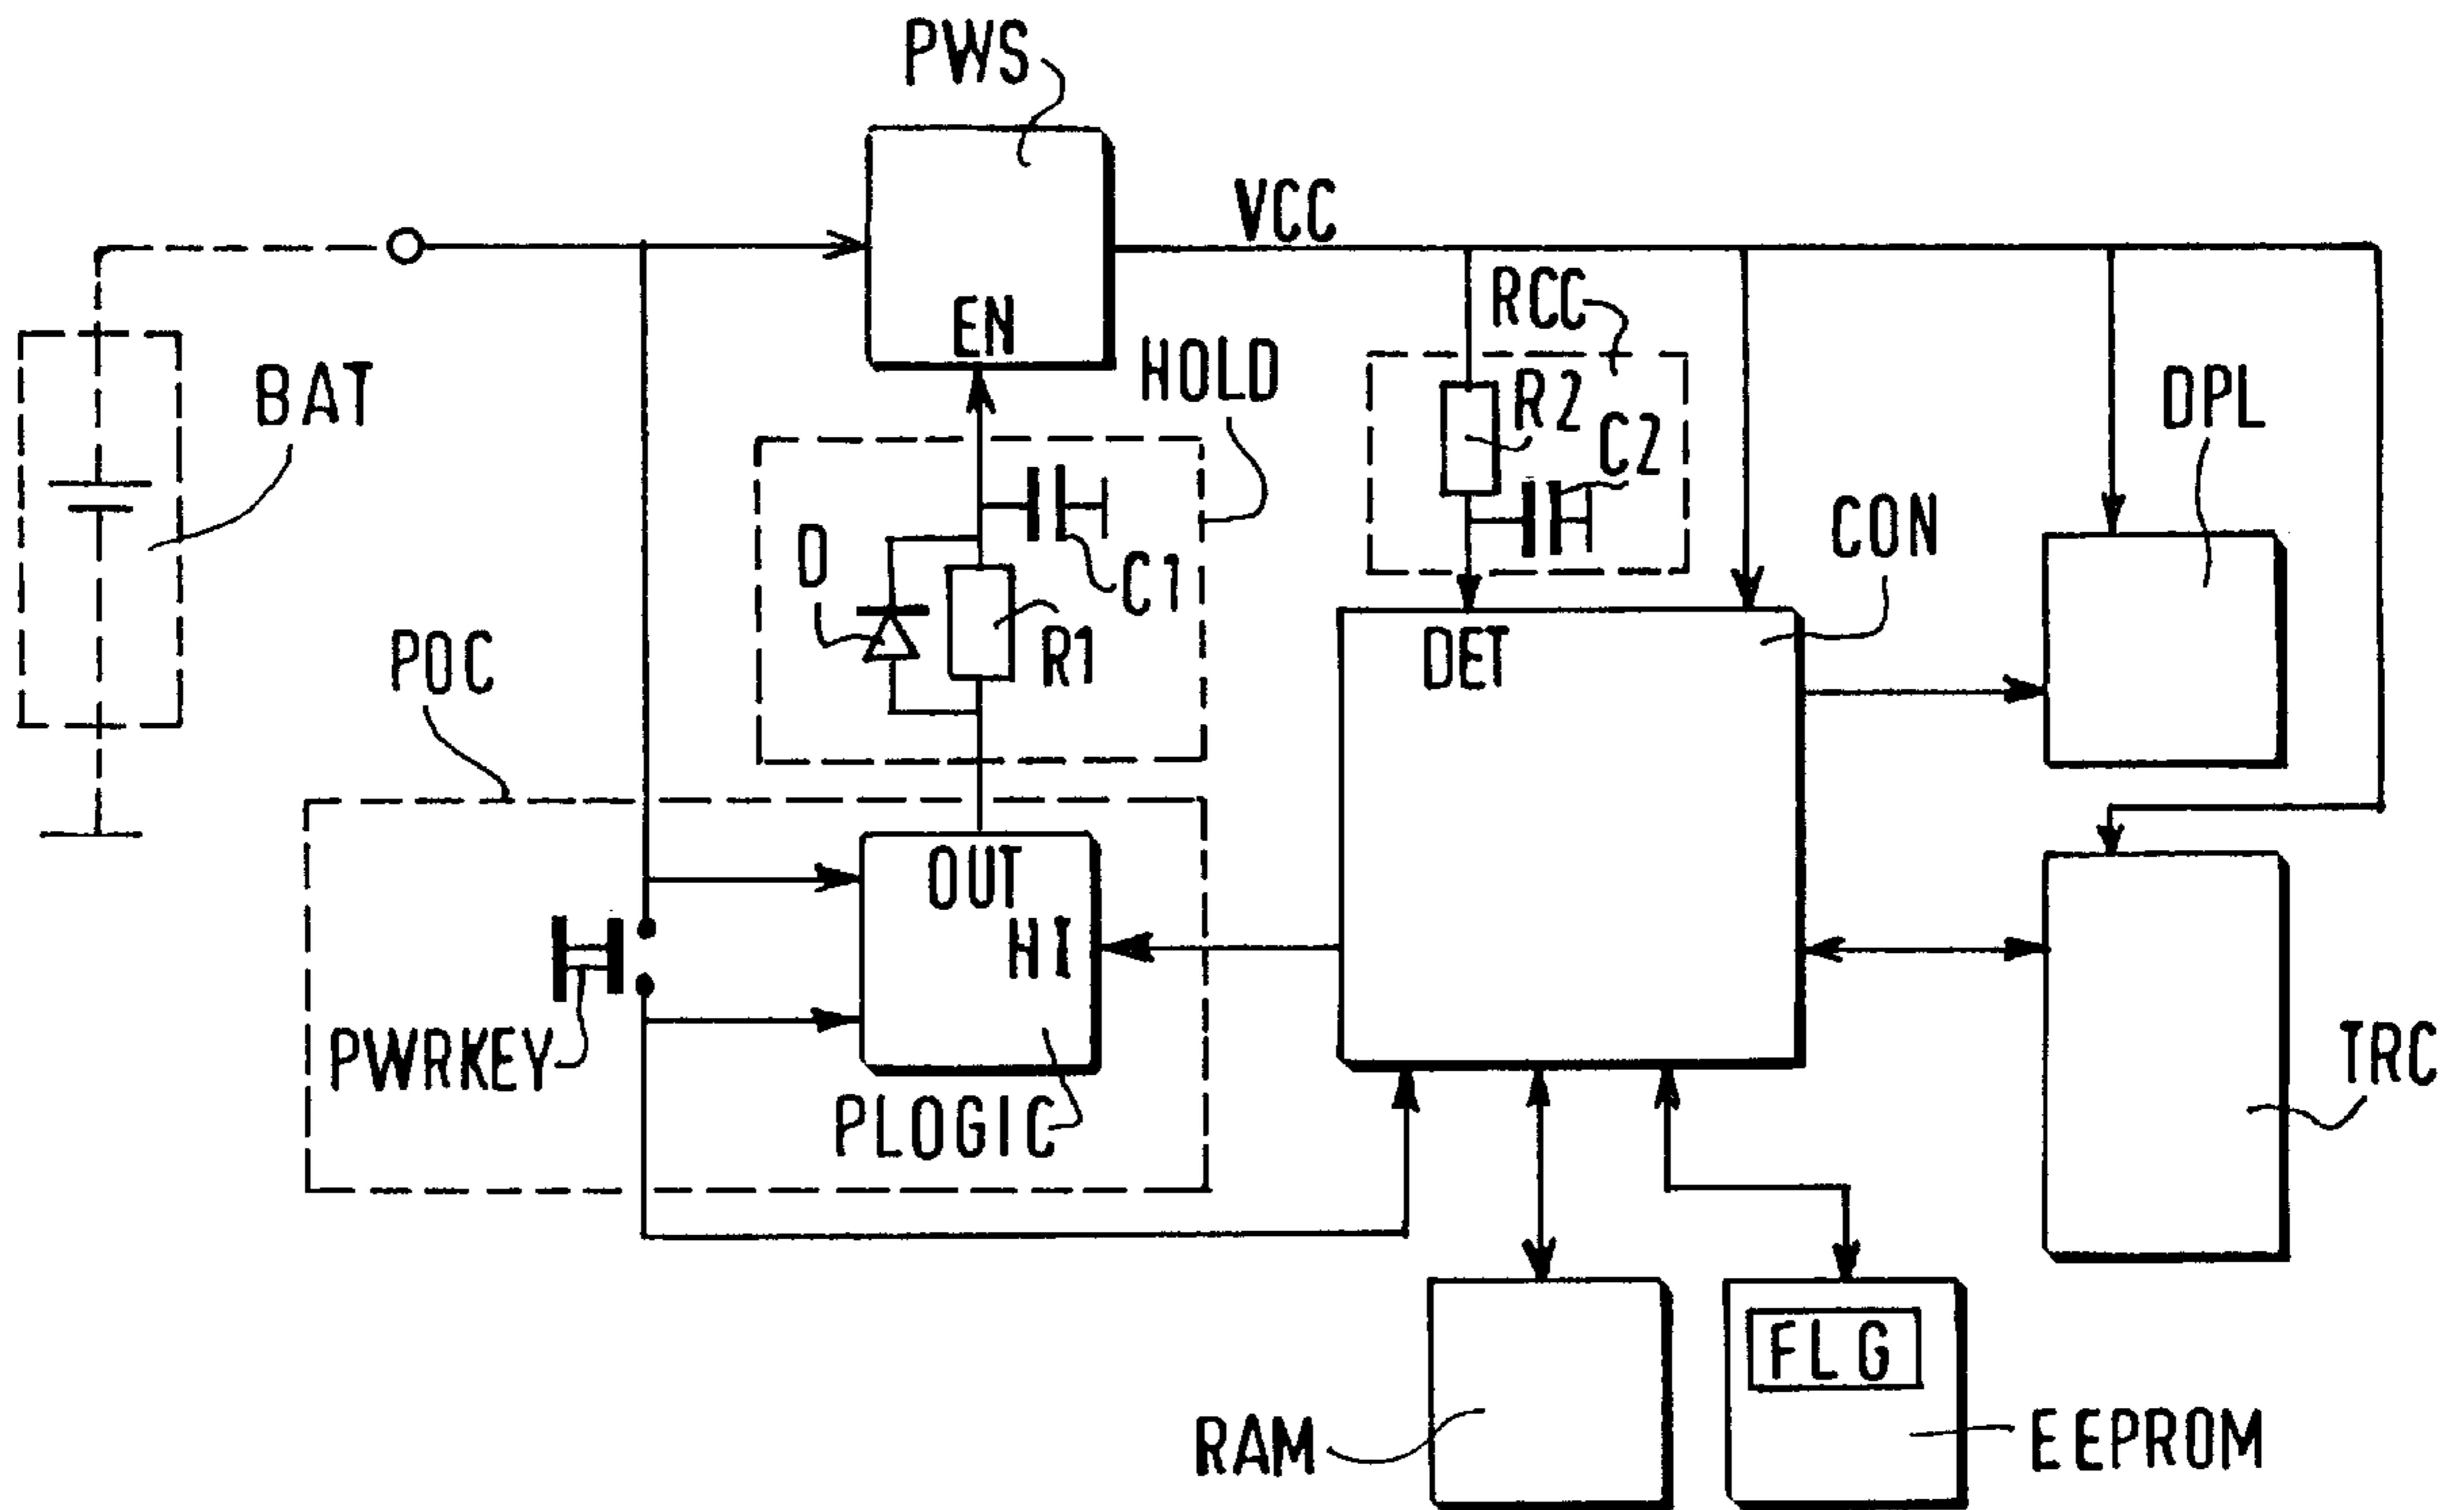 PWS
VCC
RCC
EN
HOLD
BAT
R2
C2
DPL
CON
D
C1
R1
DET
POC
OUT
HI
PWRKEY
PLOGIC
TRC
FLG
RAM
EEPROM